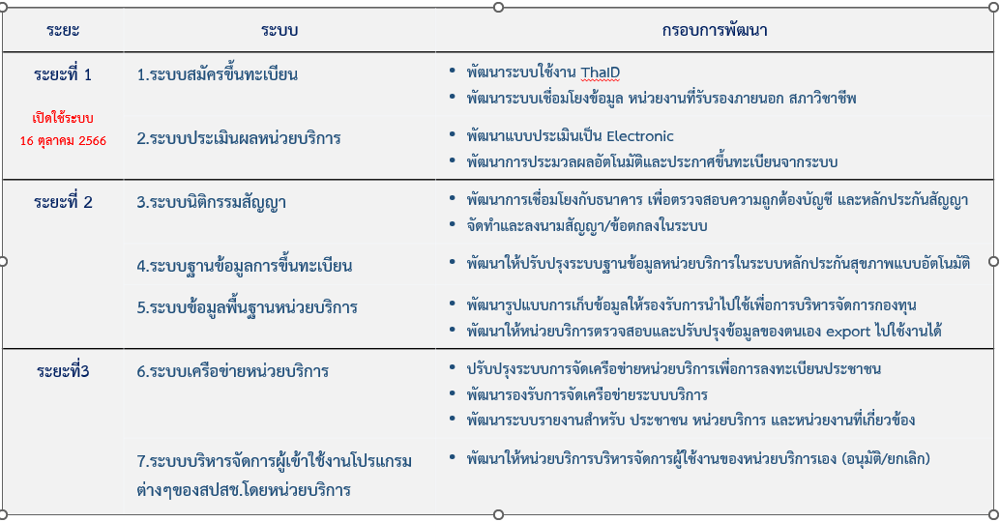 ระยะ ระบบ กรอบการพัฒนา
ระยะที่ 1 1.ระบบสมัครขึ้นทะเบียน • พัฒนาระบบใช้งาน ThaID
• พัฒนาระบบเชื่อมโยงข้อมูล หน่วยงานที่รับรองภายนอก สภาวิชาชีพ
เปิดใช้ระบบ
16 ตุลาคม 2566
2.ระบบประเมินผลหน่วยบริการ • พัฒนาแบบประเมินเป็น Electronic
• พัฒนาการประมวลผลอัตโนมัติและประกาศขึ้นทะเบียนจากระบบ
ระยะที่ 2 3.ระบบนิติกรรมสัญญา • พัฒนาการเชื่อมโยงกับธนาคาร เพื่อตรวจสอบความถูกต้องบัญชี และหลักประกันสัญญา
• จัดทำและลงนามสัญญา/ข้อตกลงในระบบ
4.ระบบฐานข้อมูลการขึ้นทะเบียน • พัฒนาให้ปรับปรุงระบบฐานข้อมูลหน่วยบริการในระบบหลักประกันสุขภาพแบบอัตโนมัติ
5.ระบบข้อมูลพื้นฐานหน่วยบริการ • พัฒนารูปแบบการเก็บข้อมูลให้รองรับการนำไปใช้เพื่อการบริหารจัดการกองทุน
• พัฒนาให้หน่วยบริการตรวจสอบและปรับปรุงข้อมูลของตนเอง export ไปใช้งานได้
ระยะที่3 6.ระบบเครือข่ายหน่วยบริการ • ปรับปรุงระบบการจัดเครือข่ายหน่วยบริการเพื่อการลงทะเบียนประชาชน
• พัฒนารองรับการจัดเครือข่ายระบบบริการ
• พัฒนาระบบรายงานสำหรับ ประชาชน หน่วยบริการ และหน่วยงานที่เกี่ยวข้อง
7.ระบบบริหารจัดการผู้เข้าใช้งานโปรแกรม • พัฒนาให้หน่วยบริการบริหารจัดการผู้ใช้งานของหน่วยบริการเอง (อนุมัติ/ยกเลิก)
ต่างๆของสปสช.โดยหน่วยบริการ